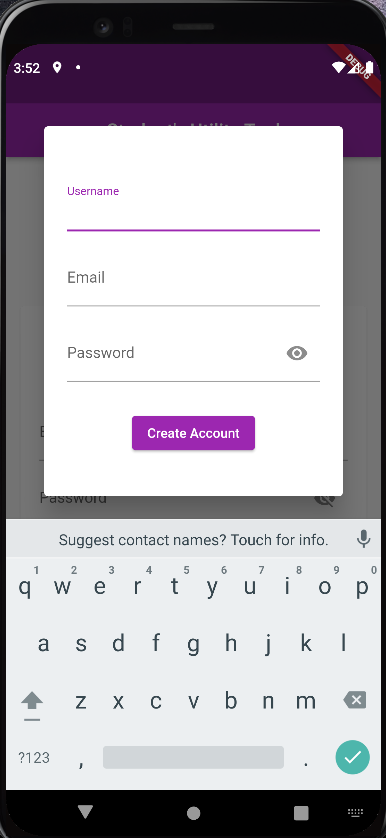 3:52
DEBUG
Username
Email
Password
Create Account
Password
Suggest contact names? Touch for info.
1 2 3 4 5 6 7 8 9 0
q w e r t y u i o p
a s d f g h j k l
z x c v b n m
?123 , .